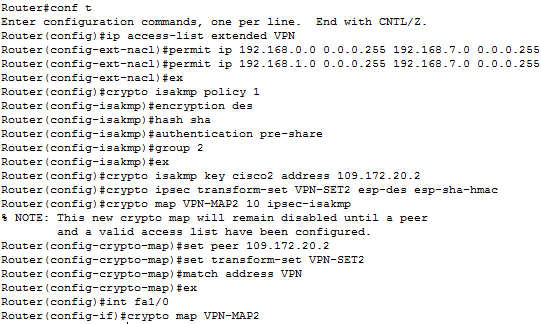 Router#conf t
Enter configuration commands, one per line.  End with CNTL/Z.
Router(config)#ip access-list extended VPN
Router(config-ext-nacl)#permit ip 192.168.0.0 0.0.0.255 192.168.7.0 0.0.0.255
Router(config-ext-nacl)#permit ip 192.168.1.0 0.0.0.255 192.168.7.0 0.0.0.255
Router(config-ext-nacl)#ex
Router(config)#crypto isakmp policy 1
Router(config-isakmp)#encryption des
Router(config-isakmp)#hash sha
Router(config-isakmp)#authentication pre-share
Router(config-isakmp)#group 2
Router(config-isakmp)#ex
Router(config)#crypto isakmp key cisco2 address 109.172.20.2
Router(config)#crypto ipsec transform-set VPN-SET2 esp-des esp-sha-hmac
Router(config)#crypto map VPN-MAP2 10 ipsec-isakmp
% NOTE: This new crypto map will remain disabled until a peer
        and a valid access list have been configured.
Router(config-crypto-map)#set peer 109.172.20.2
Router(config-crypto-map)#set transform-set VPN-SET2
Router(config-crypto-map)#match address VPN
Router(config-crypto-map)#ex
Router(config)#int fa1/0
Router(config-if)#crypto map VPN-MAP2